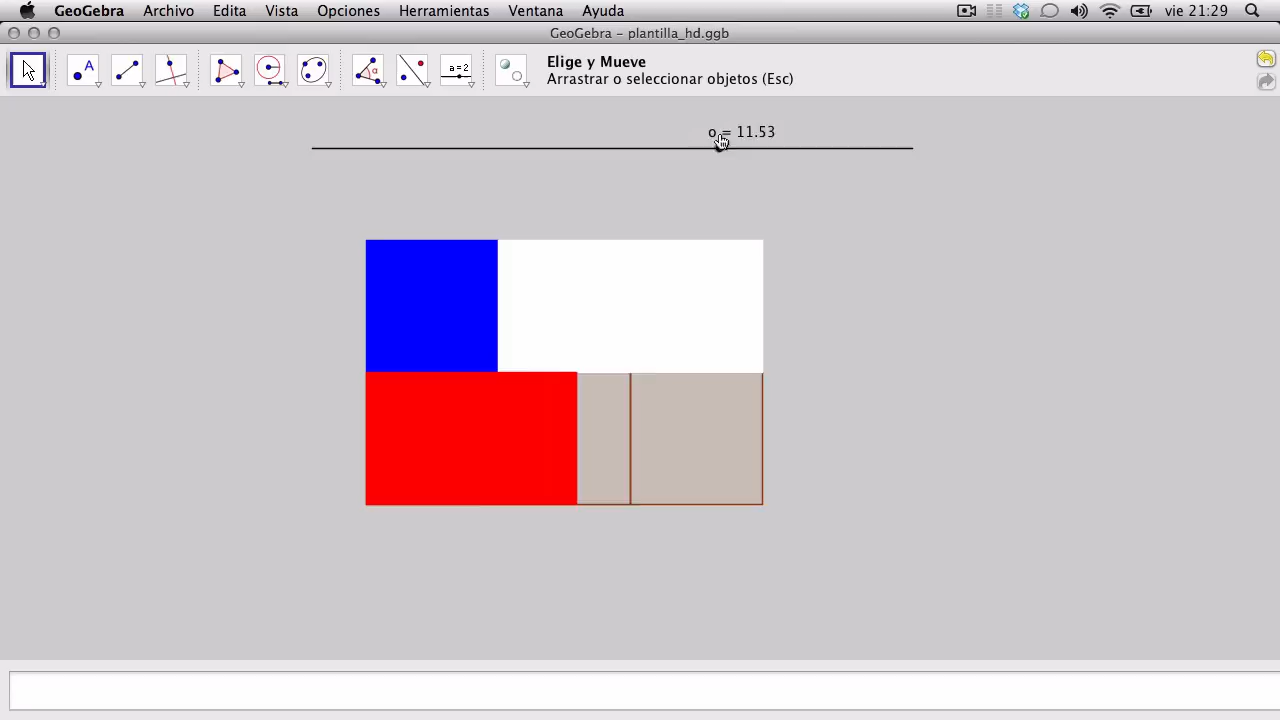 GeoGebra Archivo Edita Vista Opciones Herramientas Ventana Ayuda vie 21:29
GeoGebra - plantilla_hd.ggb
A
α
a=2
Elige y Mueve
Arrastrar o seleccionar objetos (Esc)
o = 11.53